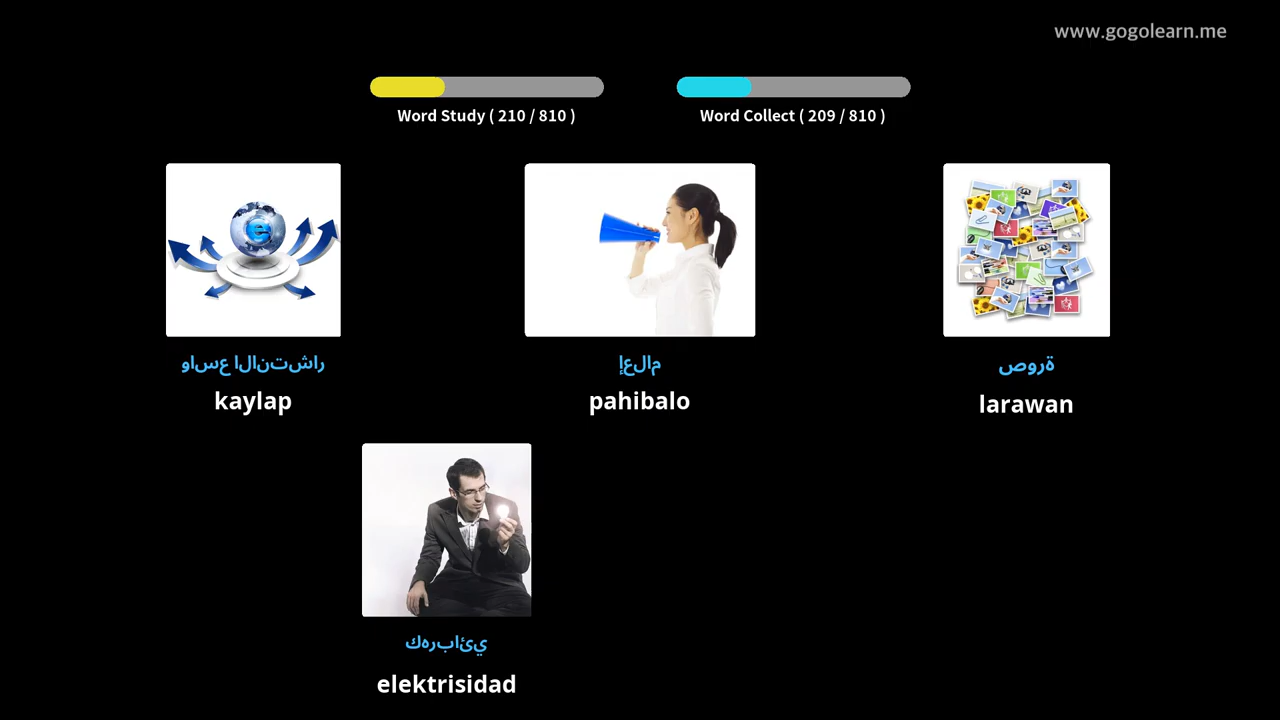 www.gogolearn.me
Word Study ( 210 / 810 )
Word Collect ( 209 / 810 )
واسع الانتشار
kaylap
إعلام
pahibalo
صورة
larawan
كهربائي
elektrisidad